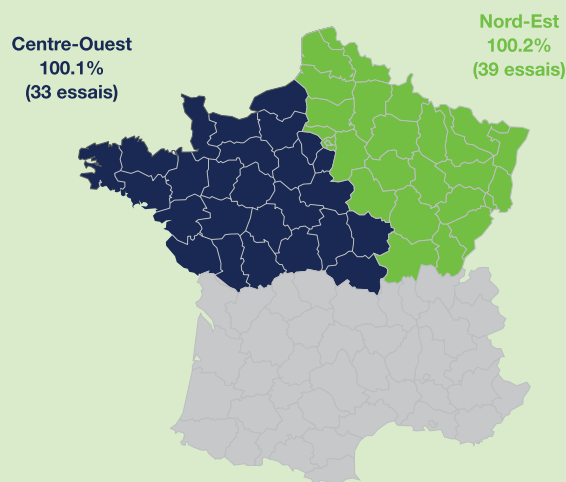 Centre-Ouest
100.1%
(33 essais)
Nord-Est
100.2%
(39 essais)